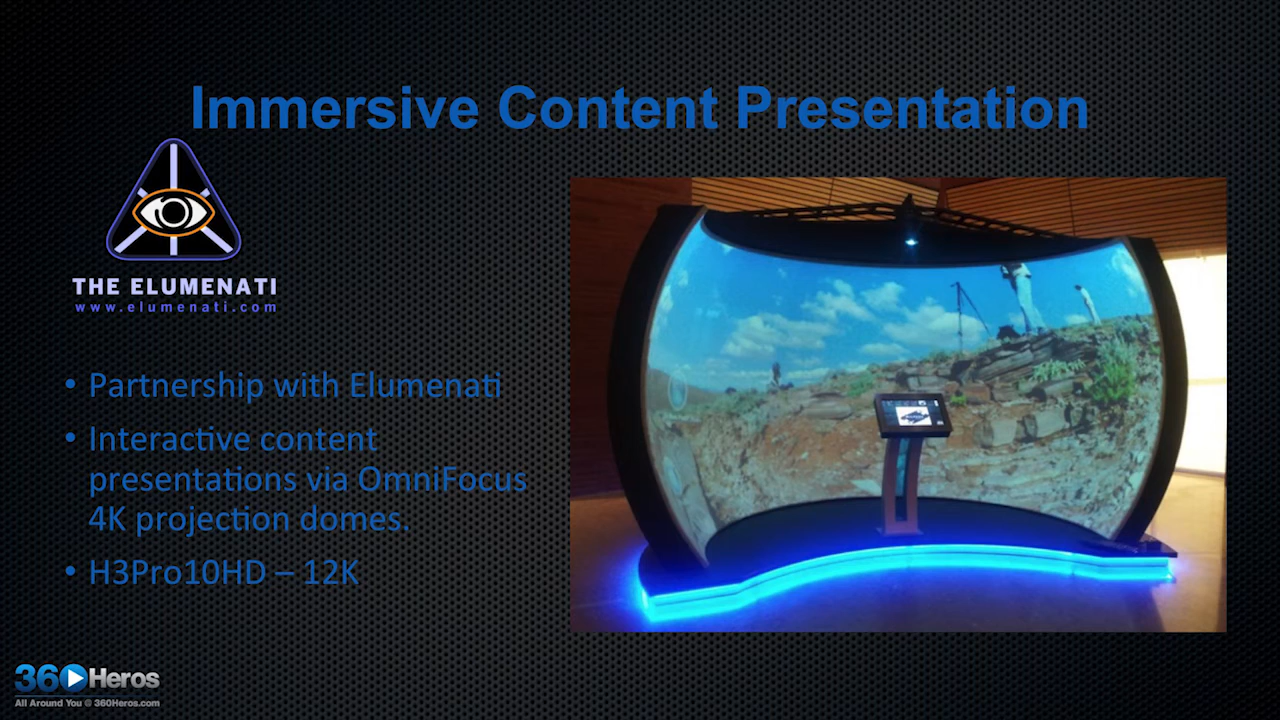 Immersive Content Presentation
THE ELUMENATI
www.elumenati.com
• Partnership with Elumenati
• Interactive content
presentations via OmniFocus
4K projection domes.
• H3Pro10HD – 12K
360Heros
All Around You @ 360Heros.com